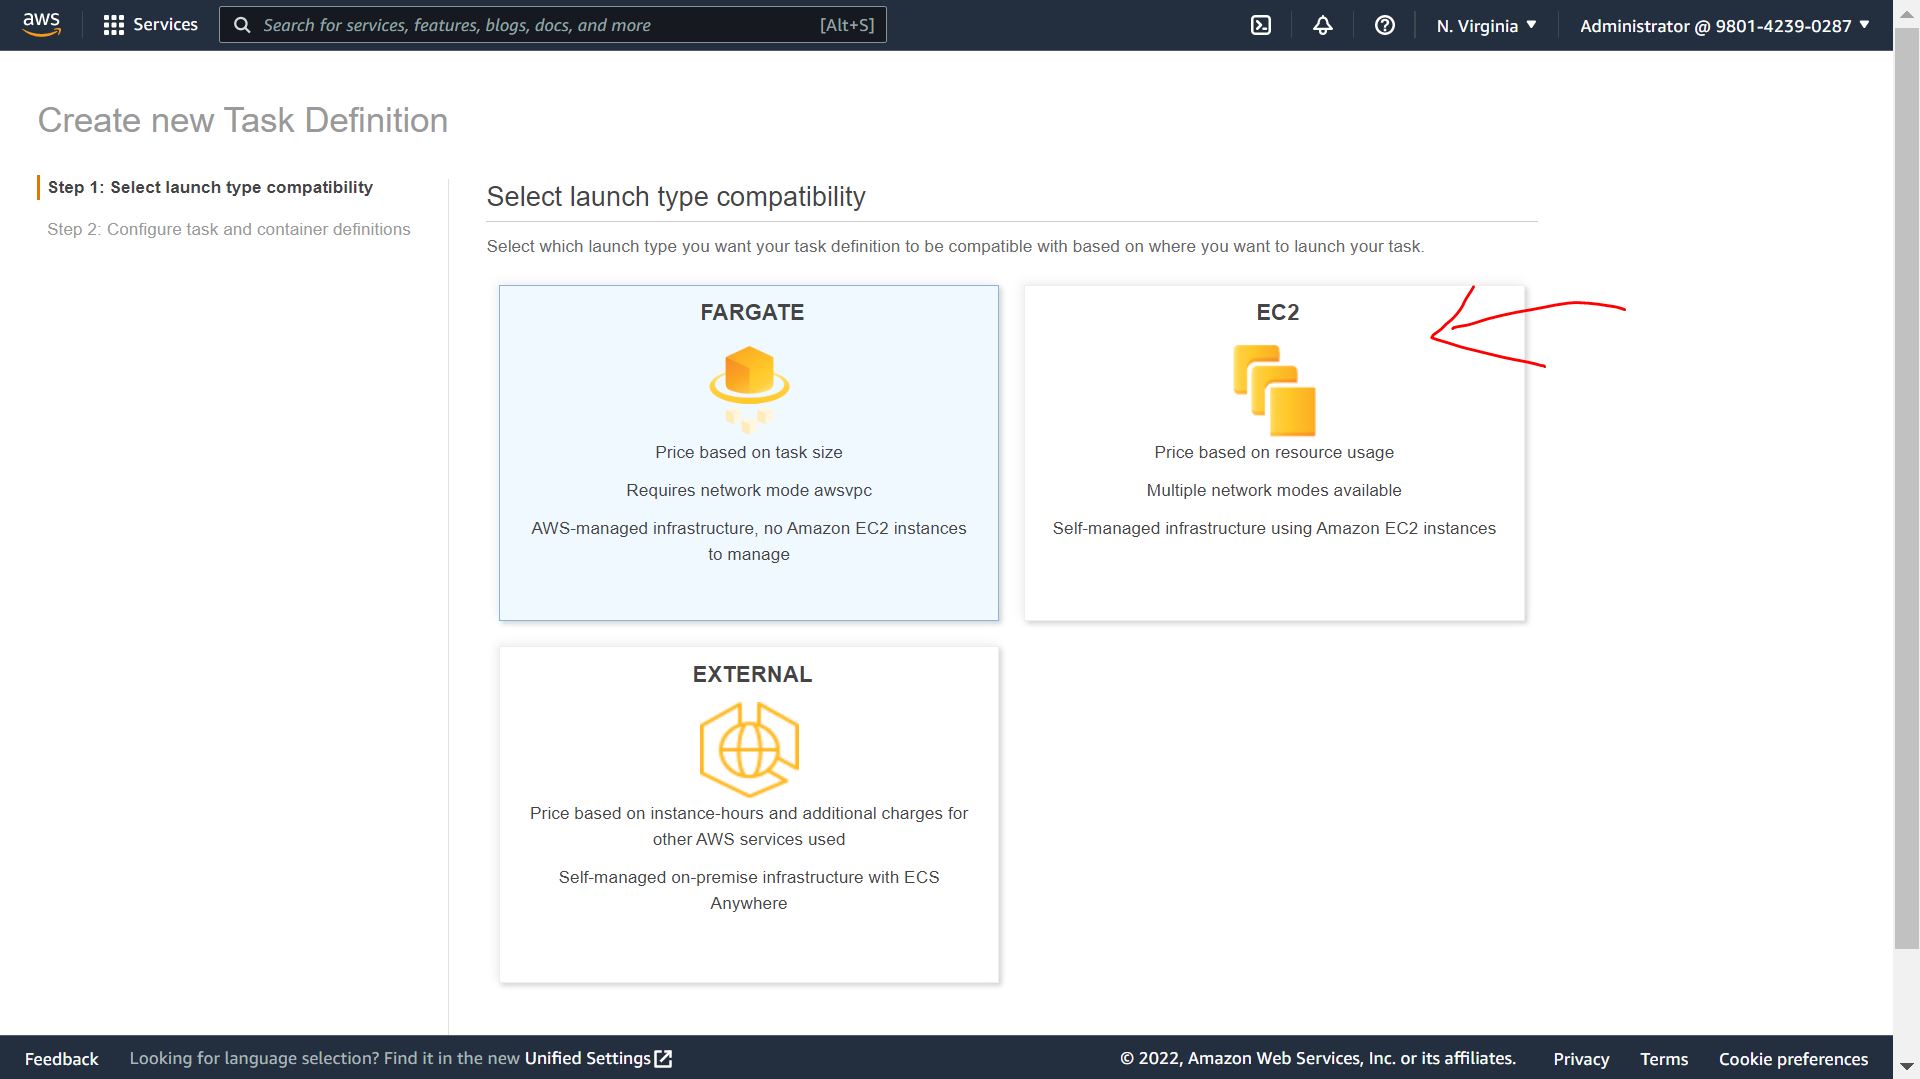 aws
Services
Search for services, features, blogs, docs, and more
[Alt+S]
N. Virginia
Administrator @ 9801-4239-0287
Create new Task Definition
Step 1: Select launch type compatibility
Step 2: Configure task and container definitions
Select launch type compatibility
Select which launch type you want your task definition to be compatible with based on where you want to launch your task.
FARGATE
Price based on task size
Requires network mode awsvpc
AWS-managed infrastructure, no Amazon EC2 instances
to manage
EC2
Price based on resource usage
Multiple network modes available
Self-managed infrastructure using Amazon EC2 instances
EXTERNAL
Price based on instance-hours and additional charges for
other AWS services used
Self-managed on-premise infrastructure with ECS
Anywhere
Feedback
Looking for language selection? Find it in the new Unified Settings
© 2022, Amazon Web Services, Inc. or its affiliates.
Privacy
Terms
Cookie preferences